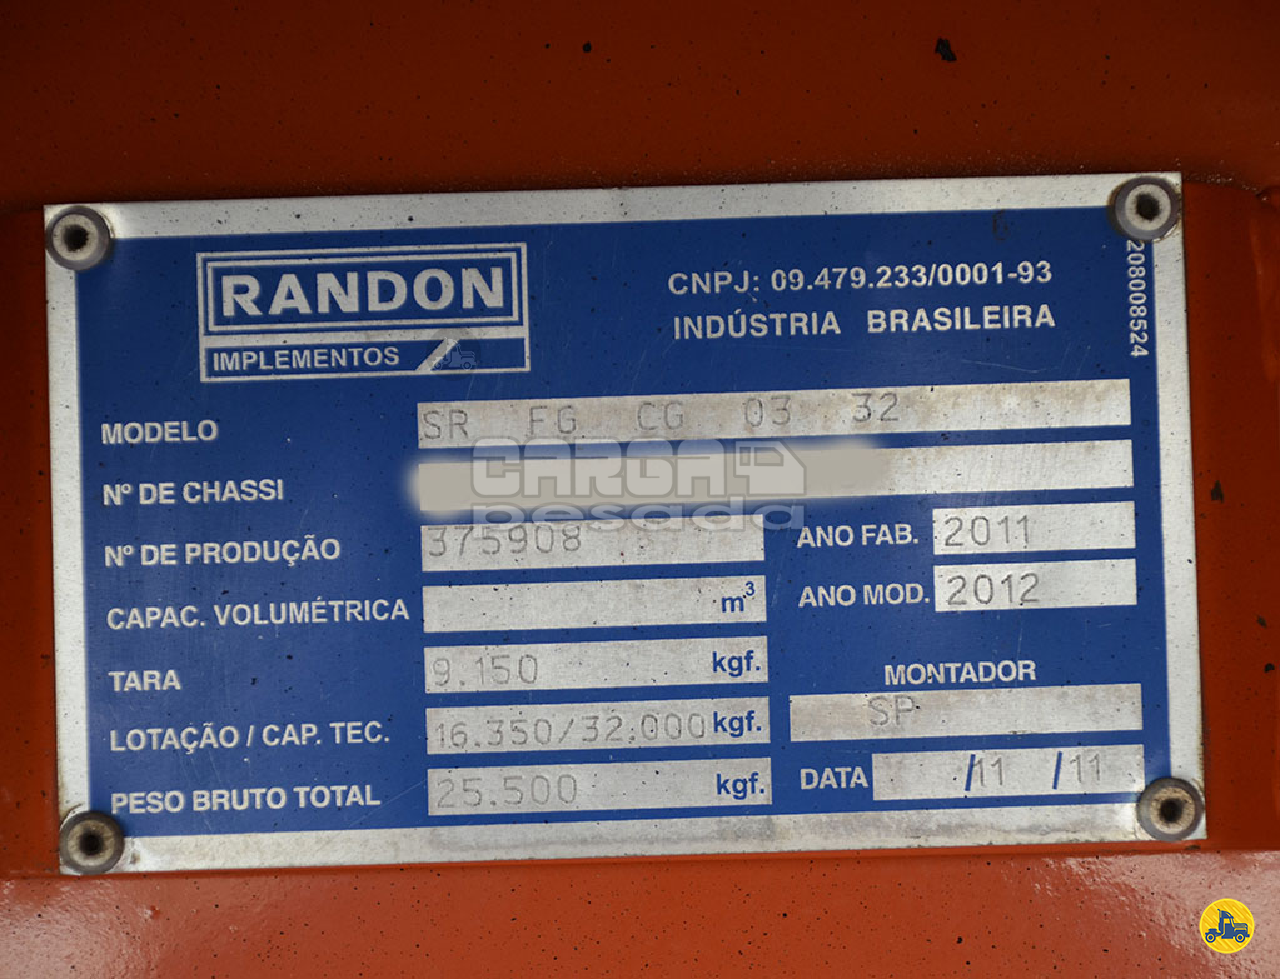 RANDON
IMPLEMENTOS
CNPJ: 09.479.233/0001-93
INDÚSTRIA BRASILEIRA
208008524
MODELO SR FG CG 03 32
Nº DE CHASSI
CARGA
pesada
Nº DE PRODUÇÃO 375908
ANO FAB. 2011
CAPAC. VOLUMÉTRICA m³
ANO MOD. 2012
TARA 9.150 kgf.
MONTADOR
SP
LOTAÇÃO / CAP. TEC. 16.350/32.000 kgf.
PESO BRUTO TOTAL 25.500 kgf.
DATA /11 /11